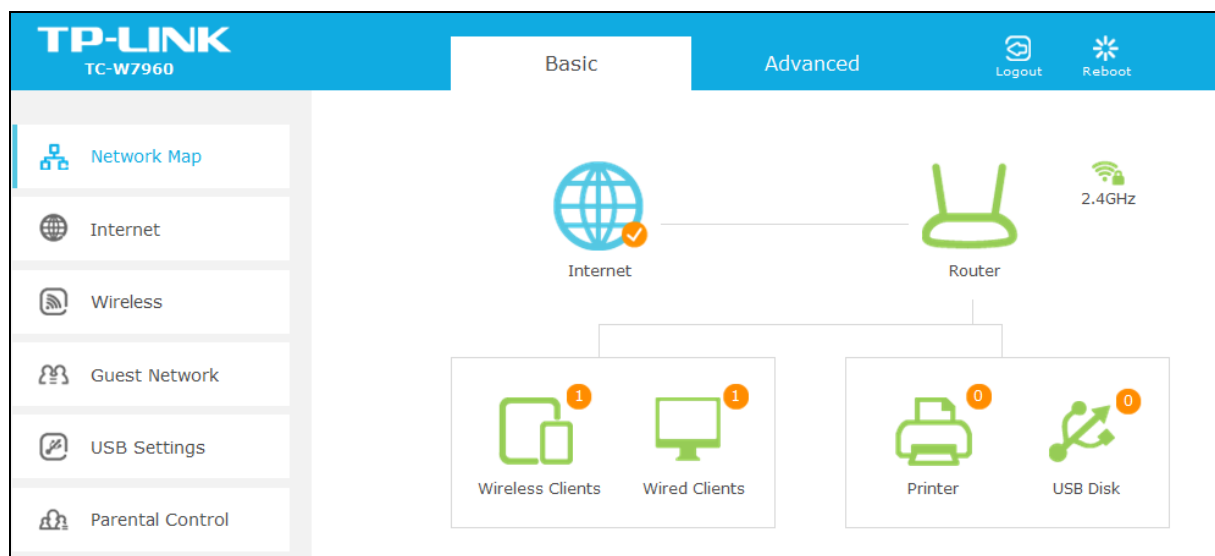 TP-LINK
TC-W7960
Basic
Advanced
Logout
Reboot
Network Map
Internet
Wireless
Guest Network
USB Settings
Parental Control
2.4GHz
Internet
Router
1
1
0
0
Wireless Clients
Wired Clients
Printer
USB Disk